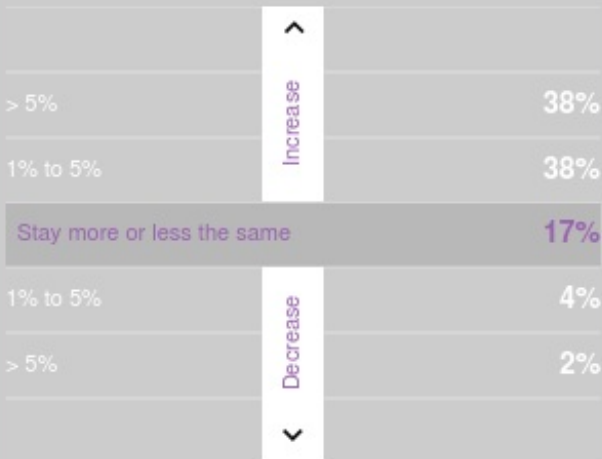 > 5% 38%
Increase
1% to 5% 38%
Stay more or less the same 17%
1% to 5% 4%
Decrease
> 5% 2%